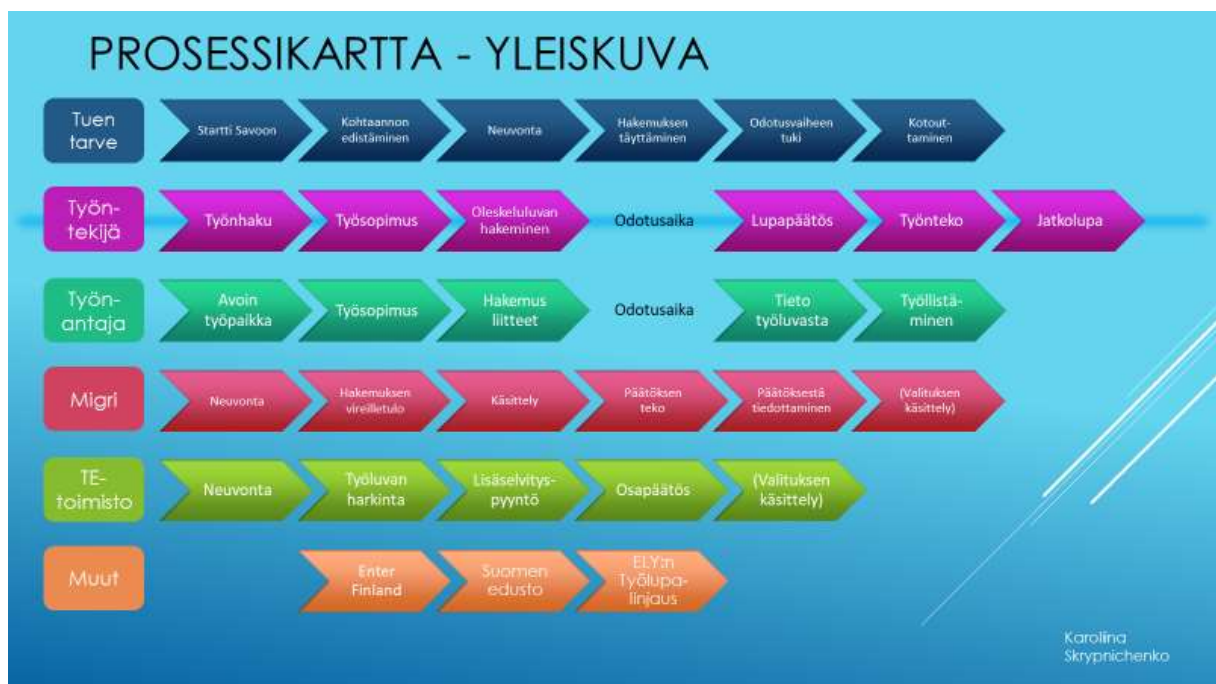 PROSESSIKARTTA - YLEISKUVA
Tuen
tarve
Startti Savoon
Kohtaannon
edistäminen
Neuvonta
Hakemuksen
täyttäminen
Odotusvaiheen
tuki
Kotout-
taminen
Työn-
tekijä
Työnhaku
Työsopimus
Oleskeluluvan
hakeminen
Odotusaika
Lupapäätös
Työnteko
Jatkolupa
Työn-
antaja
Avoin
työpaikka
Työsopimus
Hakemus
liitteet
Odotusaika
Tieto
työluvasta
Työllistä-
minen
Migri
Neuvonta
Hakemuksen
vireilletulo
Käsittely
Päätöksen
teko
Päätöksestä
tiedottaminen
(Valituksen
käsittely)
TE-
toimisto
Neuvonta
Työluvan
harkinta
Lisäselvitys-
pyyntö
Osapäätös
(Valituksen
käsittely)
Muut
Enter
Finland
Suomen
edusto
ELY:n
Työlupa-
linjaus
Karoliina
Skrypnichenko